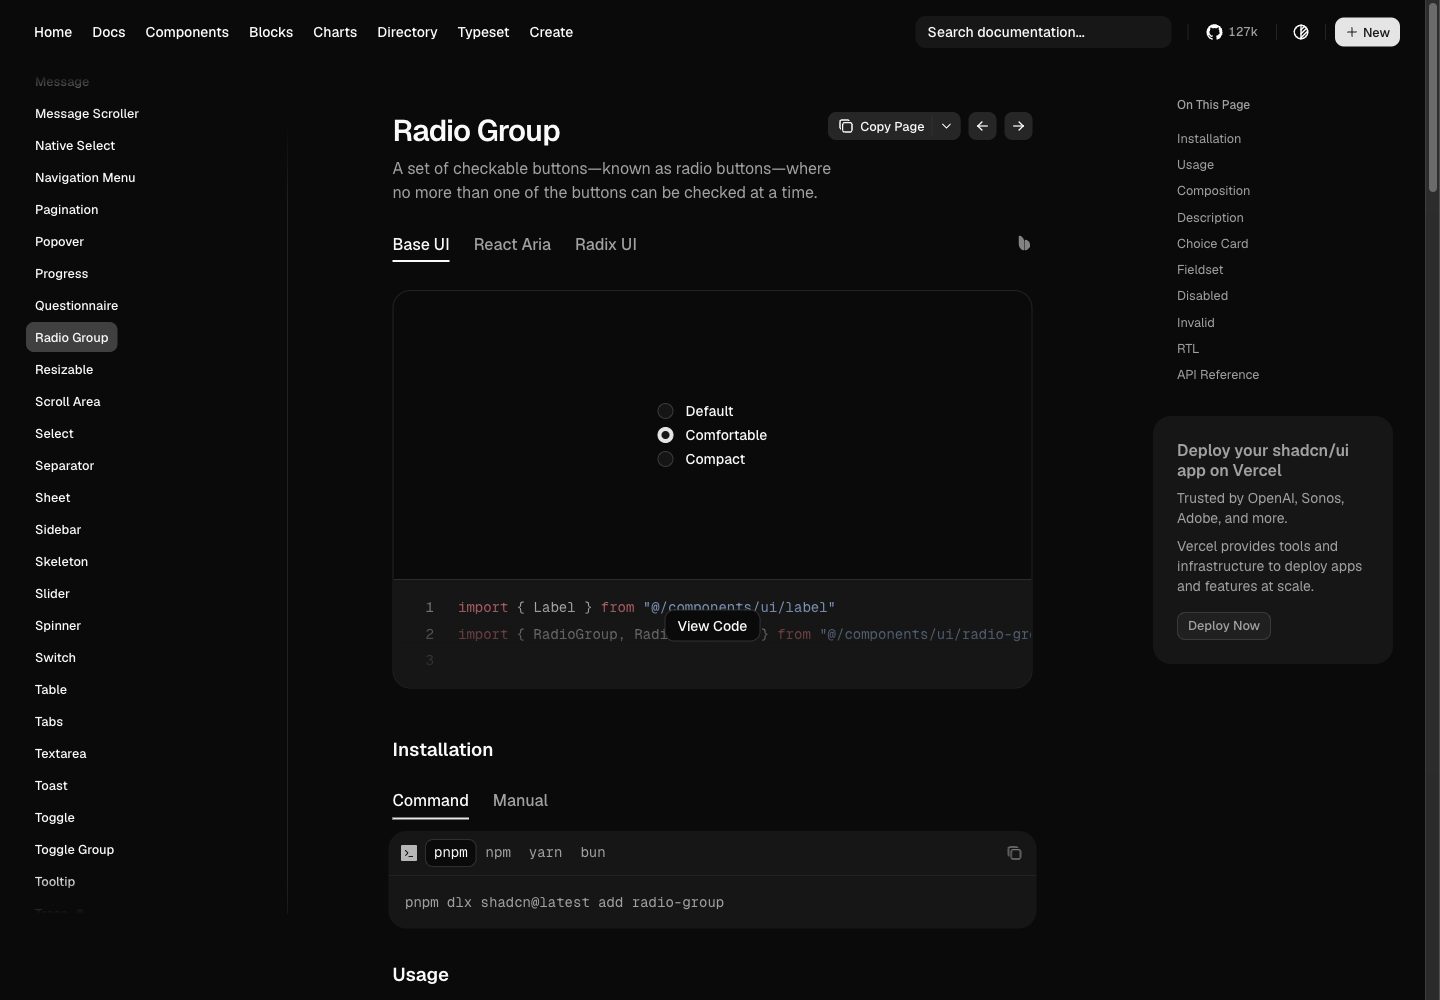 Home Docs Components Blocks Charts Directory Typeset Create
Search documentation...
127k
New
Message
Message Scroller
Native Select
Navigation Menu
Pagination
Popover
Progress
Questionnaire
Radio Group
Resizable
Scroll Area
Select
Separator
Sheet
Sidebar
Skeleton
Slider
Spinner
Switch
Table
Tabs
Textarea
Toast
Toggle
Toggle Group
Tooltip
Radio Group
Copy Page
A set of checkable buttons—known as radio buttons—where
no more than one of the buttons can be checked at a time.
Base UI React Aria Radix UI
Default
Comfortable
Compact
1 import { Label } from "@/components/ui/label"
2 import { RadioGroup, } from "@/components/ui/radio-gr
3
View Code
Installation
Command Manual
pnpm npm yarn bun
pnpm dlx shadcn@latest add radio-group
Usage
On This Page
Installation
Usage
Composition
Description
Choice Card
Fieldset
Disabled
Invalid
RTL
API Reference
Deploy your shadcn/ui
app on Vercel
Trusted by OpenAI, Sonos,
Adobe, and more.
Vercel provides tools and
infrastructure to deploy apps
and features at scale.
Deploy Now